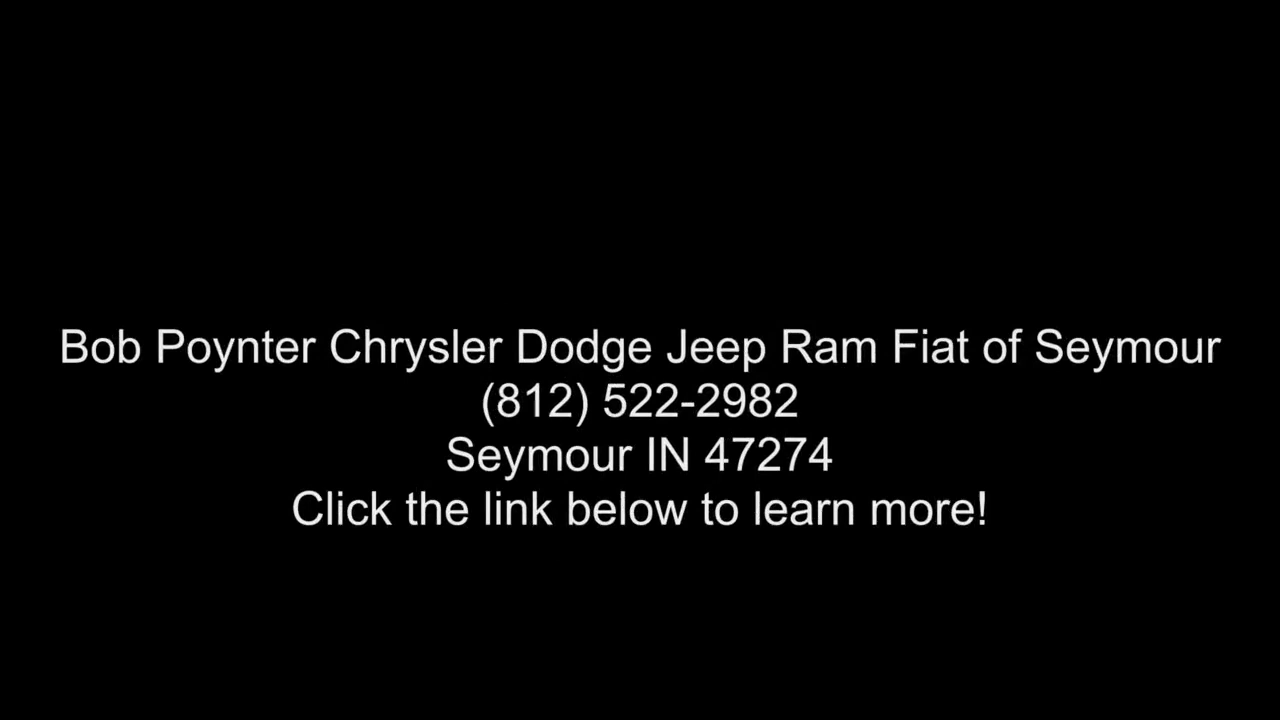 Bob Poynter Chrysler Dodge Jeep Ram Fiat of Seymour
(812) 522-2982
Seymour IN 47274
Click the link below to learn more!